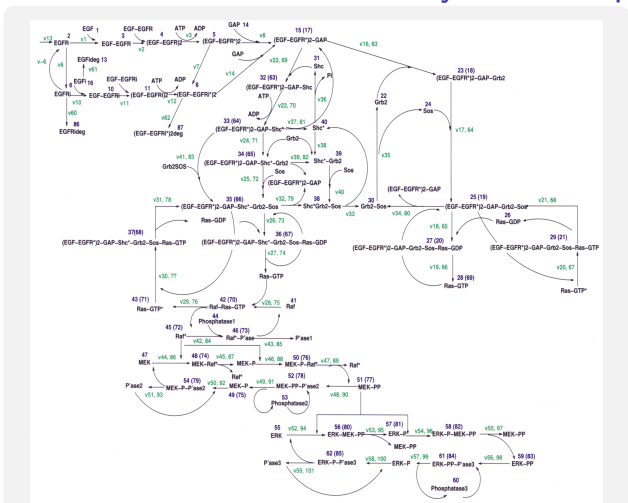 EGF 1
ATP ADP
GAP 14
15 (17)
v13 2 3 4 5 v8 (EGF-EGFR*)2-GAP
EGFR v1 EGF-EGFR v2 (EGF-EGFR)2 v3 (EGF-EGFR*)2
v16, 63
GAP v22, 69
31
Shc
23 (18)
(EGF-EGFR*)2-GAP-Grb2
v-6 v6 EGFideg 13
v61
v7 v14
Pi
32 (63)
(EGF-EGFR*)2-GAP-Shc
22
Grb2
24
Sos
EGFi 16 EGF-EGFRi ATP ADP
EGFRi 10 11 8
v10 EGF-EGFRi v11 (EGF-EGFRi)2 v12 (EGF-EGFRi*)2
ATP v23, 70
ADP
v36
v60 v62
86
EGFRideg
87
(EGF-EGFRi*)2deg
33 (64) v37, 81 40
(EGF-EGFR*)2-GAP-Shc* Shc*
v17, 64
v24, 71 Grb2 v38
v35
34 (65) v39, 82 39
(EGF-EGFR*)2-GAP-Shc*-Grb2 Shc*-Grb2
v41, 83
Grb2SOS
Sos Sos
v25, 72 v40
(EGF-EGFR*)2-GAP
35 (66) v32, 79 38 30 25 (19)
v31, 78 (EGF-EGFR*)2-GAP-Shc*-Grb2-Sos Shc*Grb2-Sos v33 Grb2-Sos v34, 80 (EGF-EGFR*)2-GAP-Grb2-Sos* v21, 68
Ras-GDP v26, 73
26
Ras-GDP
v18, 65
37(68) 36 (67) 27 (20) 29 (21)
(EGF-EGFR*)2-GAP-Shc*-Grb2-Sos-Ras-GTP (EGF-EGFR*)2-GAP-Shc*-Grb2-Sos-Ras-GDP (EGF-EGFR*)2-GAP-Grb2-Sos-Ras-GDP (EGF-EGFR*)2-GAP-Grb2-Sos-Ras-GTP
v27, 74 v19, 66
v30, 77 Ras-GTP 28 (69) v20, 67
Ras-GTP Ras-GTP*
43 (71) v29, 76 42 (70) v28, 75 41
Ras-GTP* Raf-Ras-GTP Raf
44
Phosphatase1
45 (72) 46 (73)
Raf* Raf*-P'ase P'ase1
v42, 84 v43, 85
47 v44, 86 48 (74) v45, 87 v46, 88 50 (76) v47, 89
MEK MEK-Raf* MEK-P MEK-P-Raf* Raf*
Raf* Raf*
54 (79) v50, 92 v49, 91 52 (78) v48, 90 51 (77)
P'ase2 MEK-P-P'ase2 MEK-P MEK-PP-P'ase2 MEK-PP
v51, 93 49 (75) 53
Phosphatase2
55 v52, 94 56 (80) v53, 95 57 (81) v54, 96 58 (82) v55, 97
ERK ERK-MEK-PP ERK-P ERK-P-MEK-PP MEK-PP
MEK-PP
62 (85) v58, 100 v57, 99 61 (84) v56, 98 59 (83)
P'ase3 ERK-P-P'ase3 ERK-P ERK-PP-P'ase3 ERK-PP
v59, 101 60
Phosphatase3